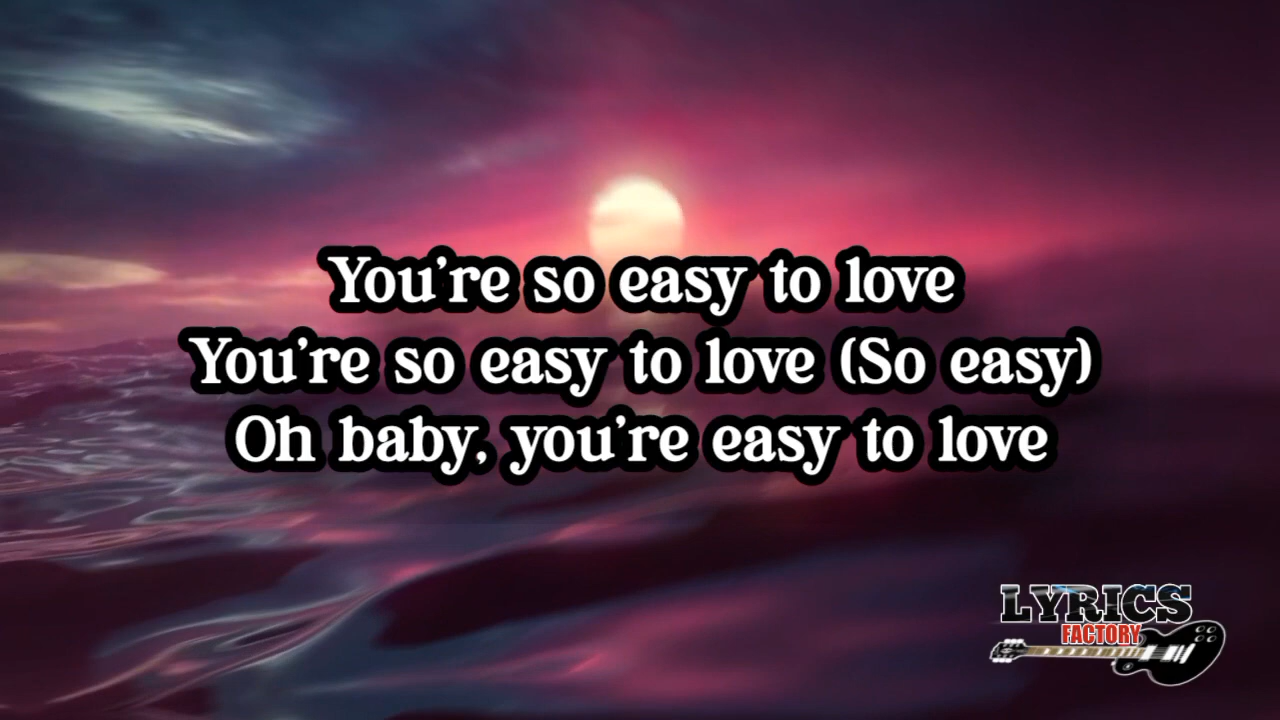 You're so easy to love
You're so easy to love (So easy)
Oh baby, you're easy to love
LYRICS
FACTORY